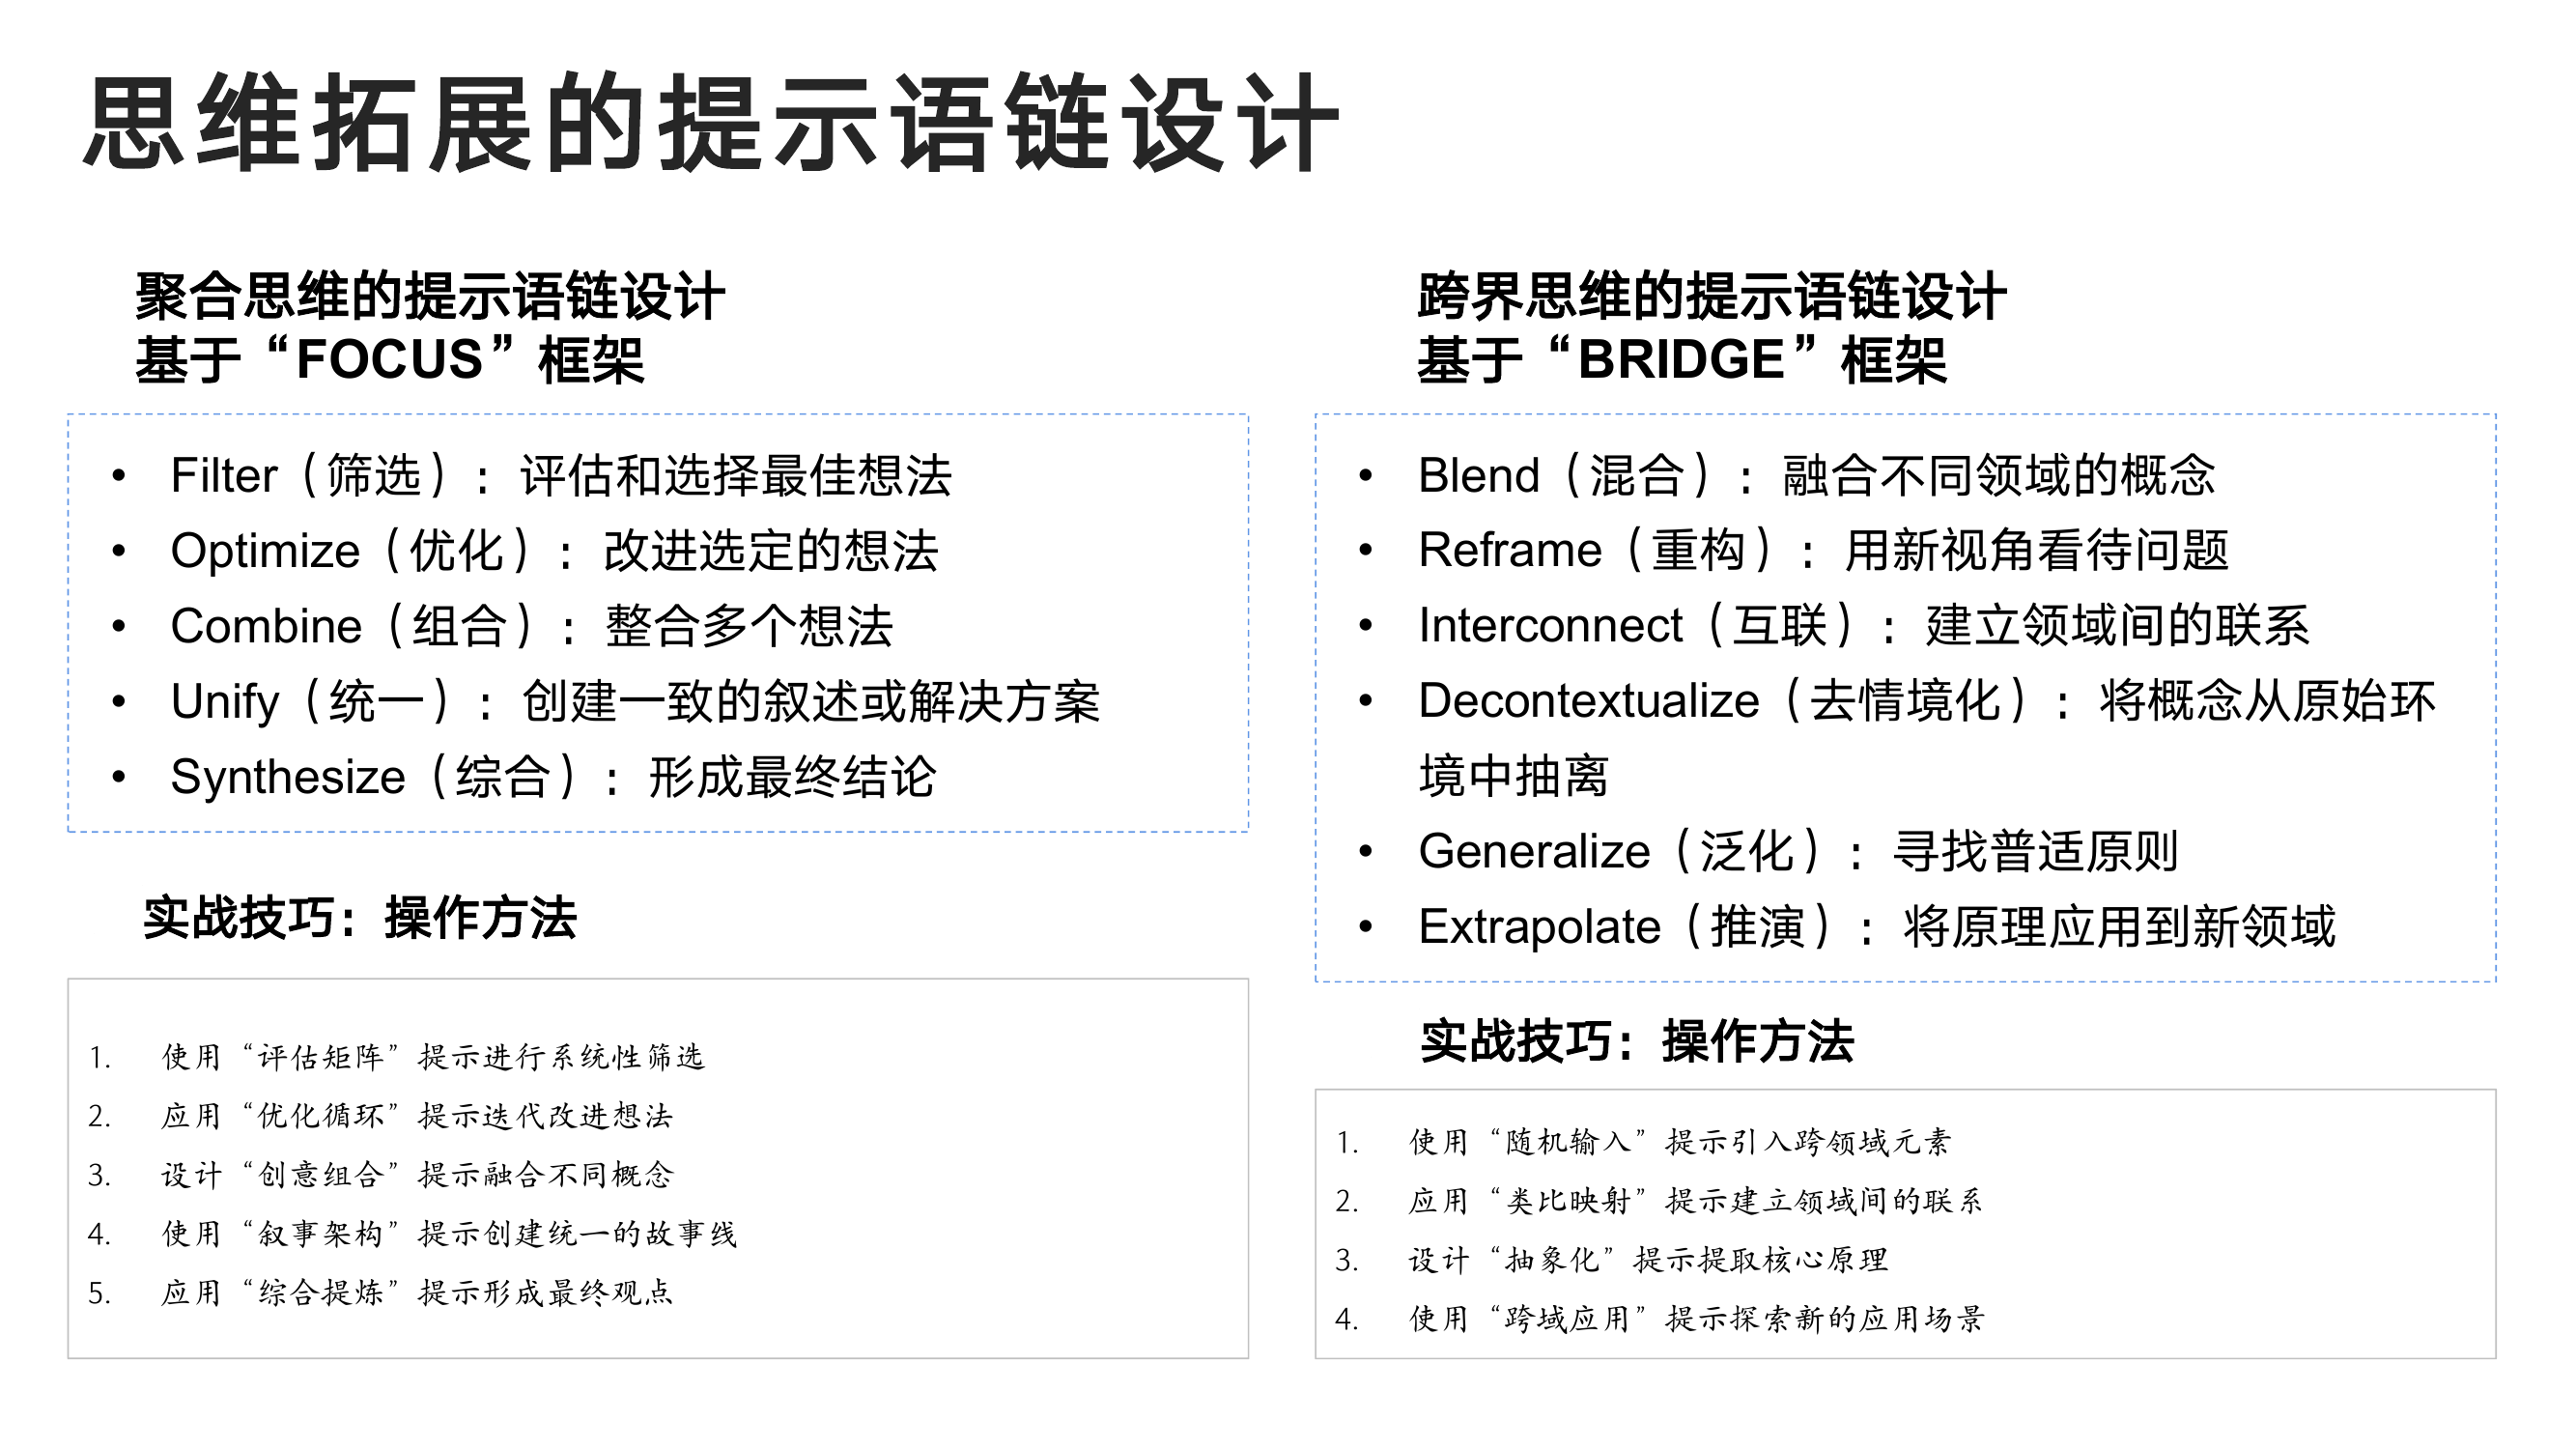 思维拓展的提示语链设计
聚合思维的提示语链设计
基于“FOCUS”框架
• Filter（筛选）：评估和选择最佳想法
• Optimize（优化）：改进选定的想法
• Combine（组合）：整合多个想法
• Unify（统一）：创建一致的叙述或解决方案
• Synthesize（综合）：形成最终结论
实战技巧：操作方法
1. 使用“评估矩阵”提示进行系统性筛选
2. 应用“优化循环”提示迭代改进想法
3. 设计“创意组合”提示融合不同概念
4. 使用“叙事架构”提示创建统一的故事线
5. 应用“综合提炼”提示形成最终观点
跨界思维的提示语链设计
基于“BRIDGE”框架
• Blend（混合）：融合不同领域的概念
• Reframe（重构）：用新视角看待问题
• Interconnect（互联）：建立领域间的联系
• Decontextualize（去情境化）：将概念从原始环
境中抽离
• Generalize（泛化）：寻找普适原则
• Extrapolate（推演）：将原理应用到新领域
实战技巧：操作方法
1. 使用“随机输入”提示引入跨领域元素
2. 应用“类比映射”提示建立领域间的联系
3. 设计“抽象化”提示提取核心原理
4. 使用“跨域应用”提示探索新的应用场景